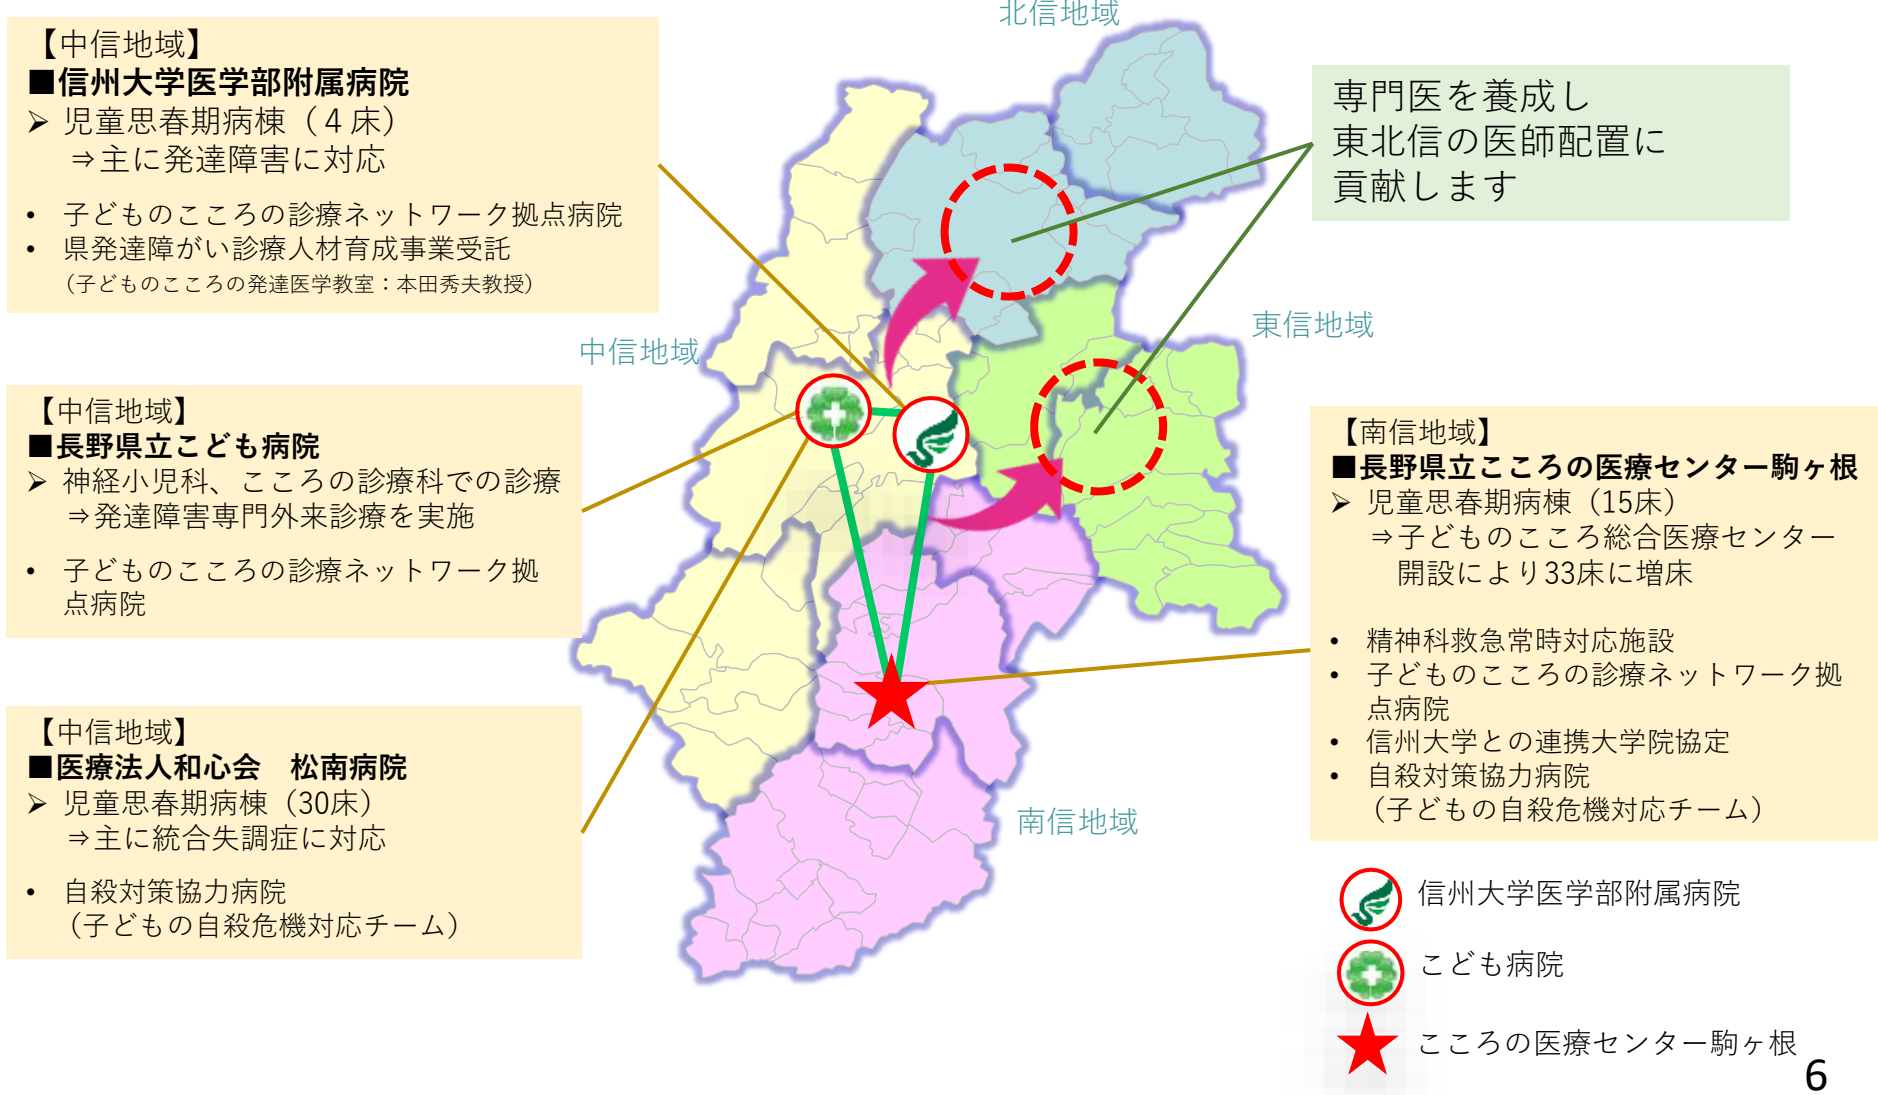 北信地域
【中信地域】
■信州大学医学部附属病院
➢ 児童思春期病棟（４床）
⇒主に発達障害に対応
• 子どものこころの診療ネットワーク拠点病院
• 県発達障がい診療人材育成事業受託
（子どものこころの発達医学教室：本田秀夫教授）
専門医を養成し
東北信の医師配置に
貢献します
東信地域
中信地域
【中信地域】
■長野県立こども病院
➢ 神経小児科、こころの診療科での診療
⇒発達障害専門外来診療を実施
• 子どものこころの診療ネットワーク拠
点病院
【中信地域】
■医療法人和心会　松南病院
➢ 児童思春期病棟（30床）
⇒主に統合失調症に対応
• 自殺対策協力病院
（子どもの自殺危機対応チーム）
【南信地域】
■長野県立こころの医療センター駒ヶ根
➢ 児童思春期病棟（15床）
⇒子どものこころ総合医療センター
開設により33床に増床
• 精神科救急常時対応施設
• 子どものこころの診療ネットワーク拠
点病院
• 信州大学との連携大学院協定
• 自殺対策協力病院
（子どもの自殺危機対応チーム）
南信地域
信州大学医学部附属病院
こども病院
こころの医療センター駒ヶ根
6